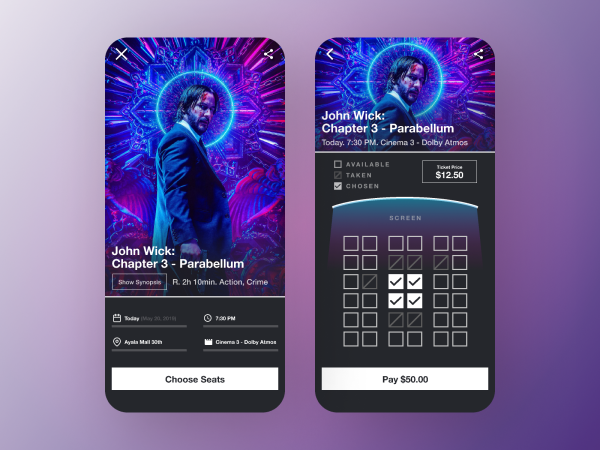 John Wick:
Chapter 3 - Parabellum
Show Synopsis
R. 2h 10min. Action, Crime
Today (May 30, 2019)
7:30 PM
Ayala Mall 30th
Cinema 3 - Dolby Atmos
Choose Seats
John Wick:
Chapter 3 - Parabellum
Today. 7:30 PM. Cinema 3 - Dolby Atmos
AVAILABLE
TAKEN
CHOSEN
Ticket Price
$12.50
SCREEN
Pay $50.00